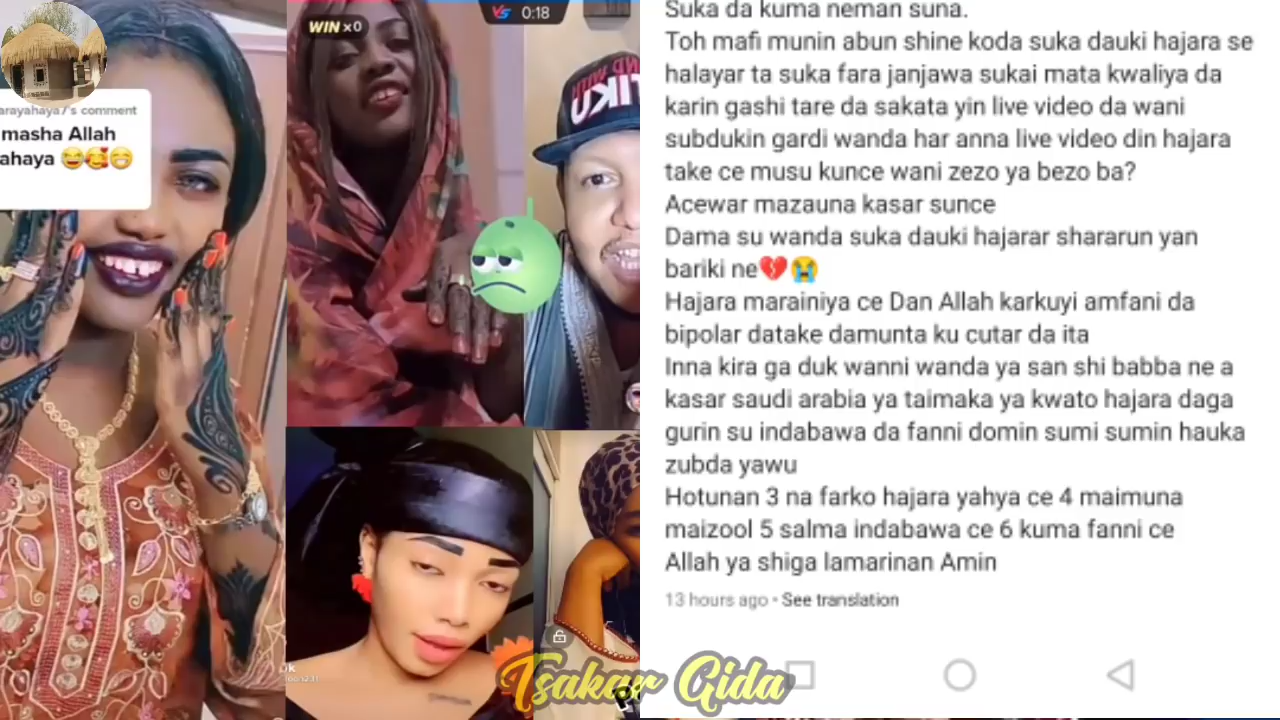 arayahaya7's comment
masha Allah
ahaya 😂🥰😁
WIN x0
VS 0:18
Suka da kuma neman suna.
Toh mafi munin abun shine koda suka dauki hajara se
halayar ta suka fara janjawa sukai mata kwaliya da
karin gashi tare da sakata yin live video da wani
subdukin gardi wanda har anna live video din hajara
take ce musu kunce wani zezo ya bezo ba?
Acewar mazauna kasar sunce
Dama su wanda suka dauki hajarar shararun yan
bariki ne💔😭
Hajara marainiya ce Dan Allah karkuyi amfani da
bipolar datake damunta ku cutar da ita
Inna kira ga duk wanni wanda ya san shi babba ne a
kasar saudi arabia ya taimaka ya kwato hajara daga
gurin su indabawa da fanni domin sumi sumin hauka
zubda yawu
Hotunan 3 na farko hajara yahya ce 4 maimuna
maizool 5 salma indabawa ce 6 kuma fanni ce
Allah ya shiga lamarinan Amin
13 hours ago • See translation
Tsakar Gida